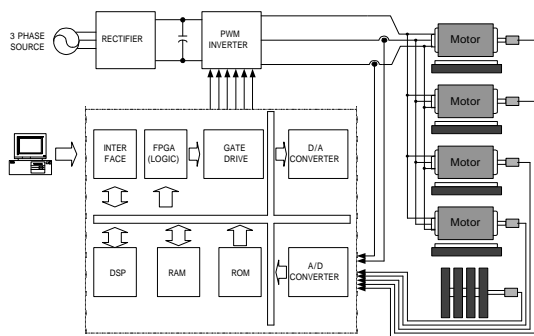 3 PHASE
SOURCE
RECTIFIER
PWM
INVERTER
Motor
Motor
Motor
Motor
INTER
FACE
FPGA
(LOGIC)
GATE
DRIVE
D/A
CONVERTER
DSP
RAM
ROM
A/D
CONVERTER